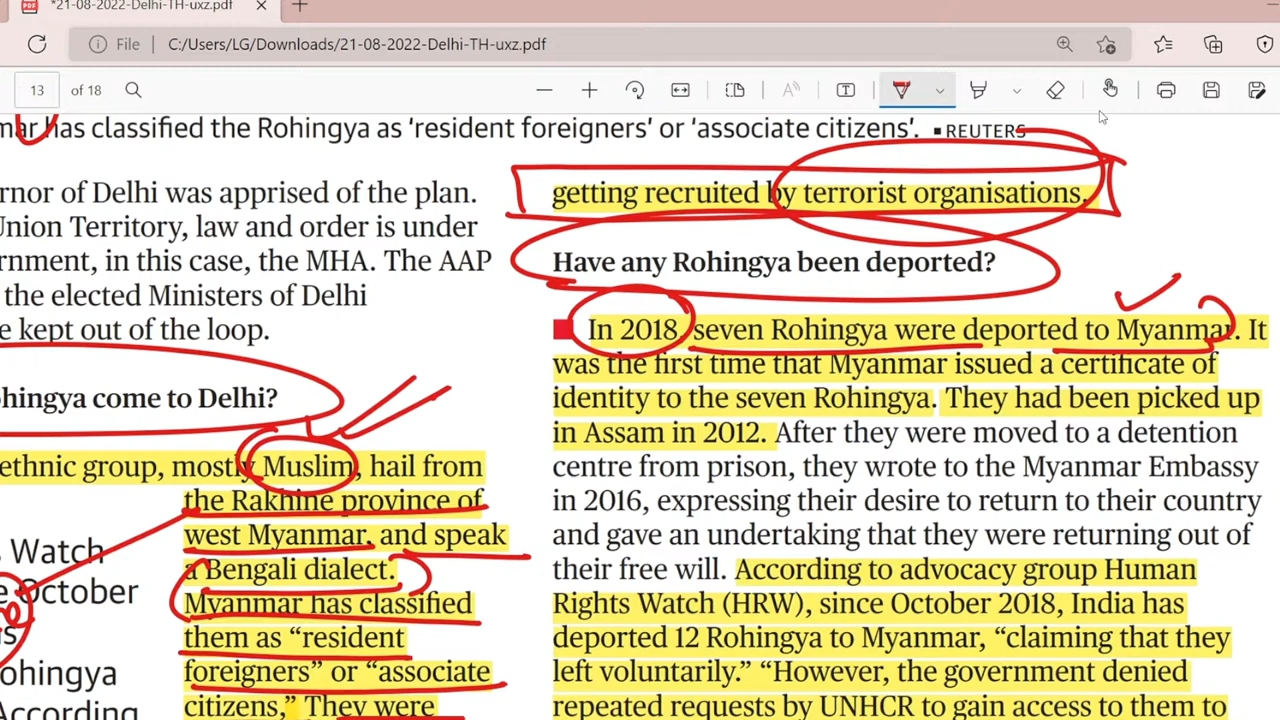 *21-08-2022-Delhi-TH-uxz.pdf
File
C:/Users/LG/Downloads/21-08-2022-Delhi-TH-uxz.pdf
13 of 18
has classified the Rohingya as ‘resident foreigners’ or ‘associate citizens’. ■ REUTERS
of Delhi was apprised of the plan.
Union Territory, law and order is under
in this case, the MHA. The AAP
the elected Ministers of Delhi
kept out of the loop.
come to Delhi?
ethnic group, mostly Muslim, hail from
the Rakhine province of
west Myanmar, and speak
a Bengali dialect.
Myanmar has classified
them as “resident
foreigners” or “associate
citizens,” They were
Watch
October
According
getting recruited by terrorist organisations.
Have any Rohingya been deported?
■ In 2018, seven Rohingya were deported to Myanmar. It
was the first time that Myanmar issued a certificate of
identity to the seven Rohingya. They had been picked up
in Assam in 2012. After they were moved to a detention
centre from prison, they wrote to the Myanmar Embassy
in 2016, expressing their desire to return to their country
and gave an undertaking that they were returning out of
their free will. According to advocacy group Human
Rights Watch (HRW), since October 2018, India has
deported 12 Rohingya to Myanmar, “claiming that they
left voluntarily.” “However, the government denied
repeated requests by UNHCR to gain access to them to